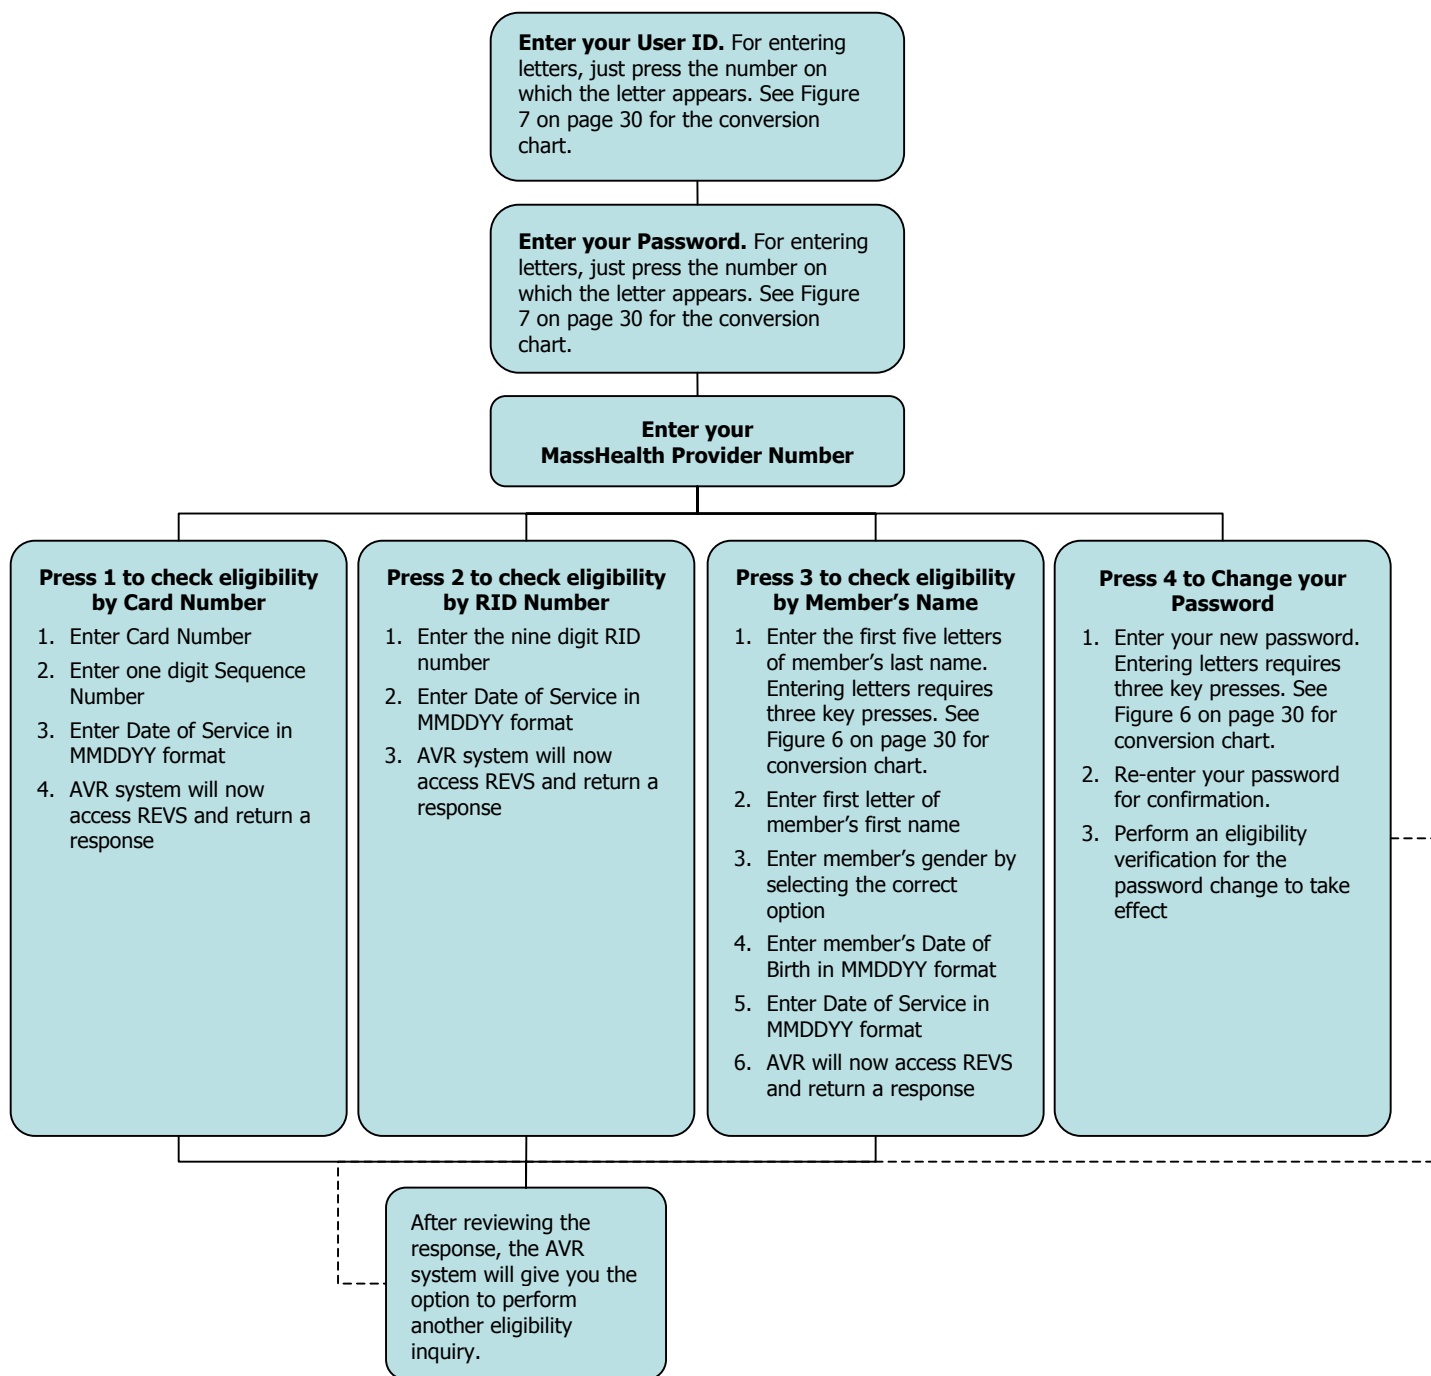 Enter your User ID. For entering
letters, just press the number on
which the letter appears. See Figure
7 on page 30 for the conversion
chart.
Enter your Password. For entering
letters, just press the number on
which the letter appears. See Figure
7 on page 30 for the conversion
chart.
Enter your
MassHealth Provider Number
Press 1 to check eligibility
by Card Number
1. Enter Card Number
2. Enter one digit Sequence
Number
3. Enter Date of Service in
MMDDYY format
4. AVR system will now
access REVS and return a
response
Press 2 to check eligibility
by RID Number
1. Enter the nine digit RID
number
2. Enter Date of Service in
MMDDYY format
3. AVR system will now
access REVS and return a
response
Press 3 to check eligibility
by Member’s Name
1. Enter the first five letters
of member’s last name.
Entering letters requires
three key presses. See
Figure 6 on page 30 for
conversion chart.
2. Enter first letter of
member’s first name
3. Enter member’s gender by
selecting the correct
option
4. Enter member’s Date of
Birth in MMDDYY format
5. Enter Date of Service in
MMDDYY format
6. AVR will now access REVS
and return a response
Press 4 to Change your
Password
1. Enter your new password.
Entering letters requires
three key presses. See
Figure 6 on page 30 for
conversion chart.
2. Re-enter your password
for confirmation.
3. Perform an eligibility
verification for the
password change to take
effect
After reviewing the
response, the AVR
system will give you the
option to perform
another eligibility
inquiry.